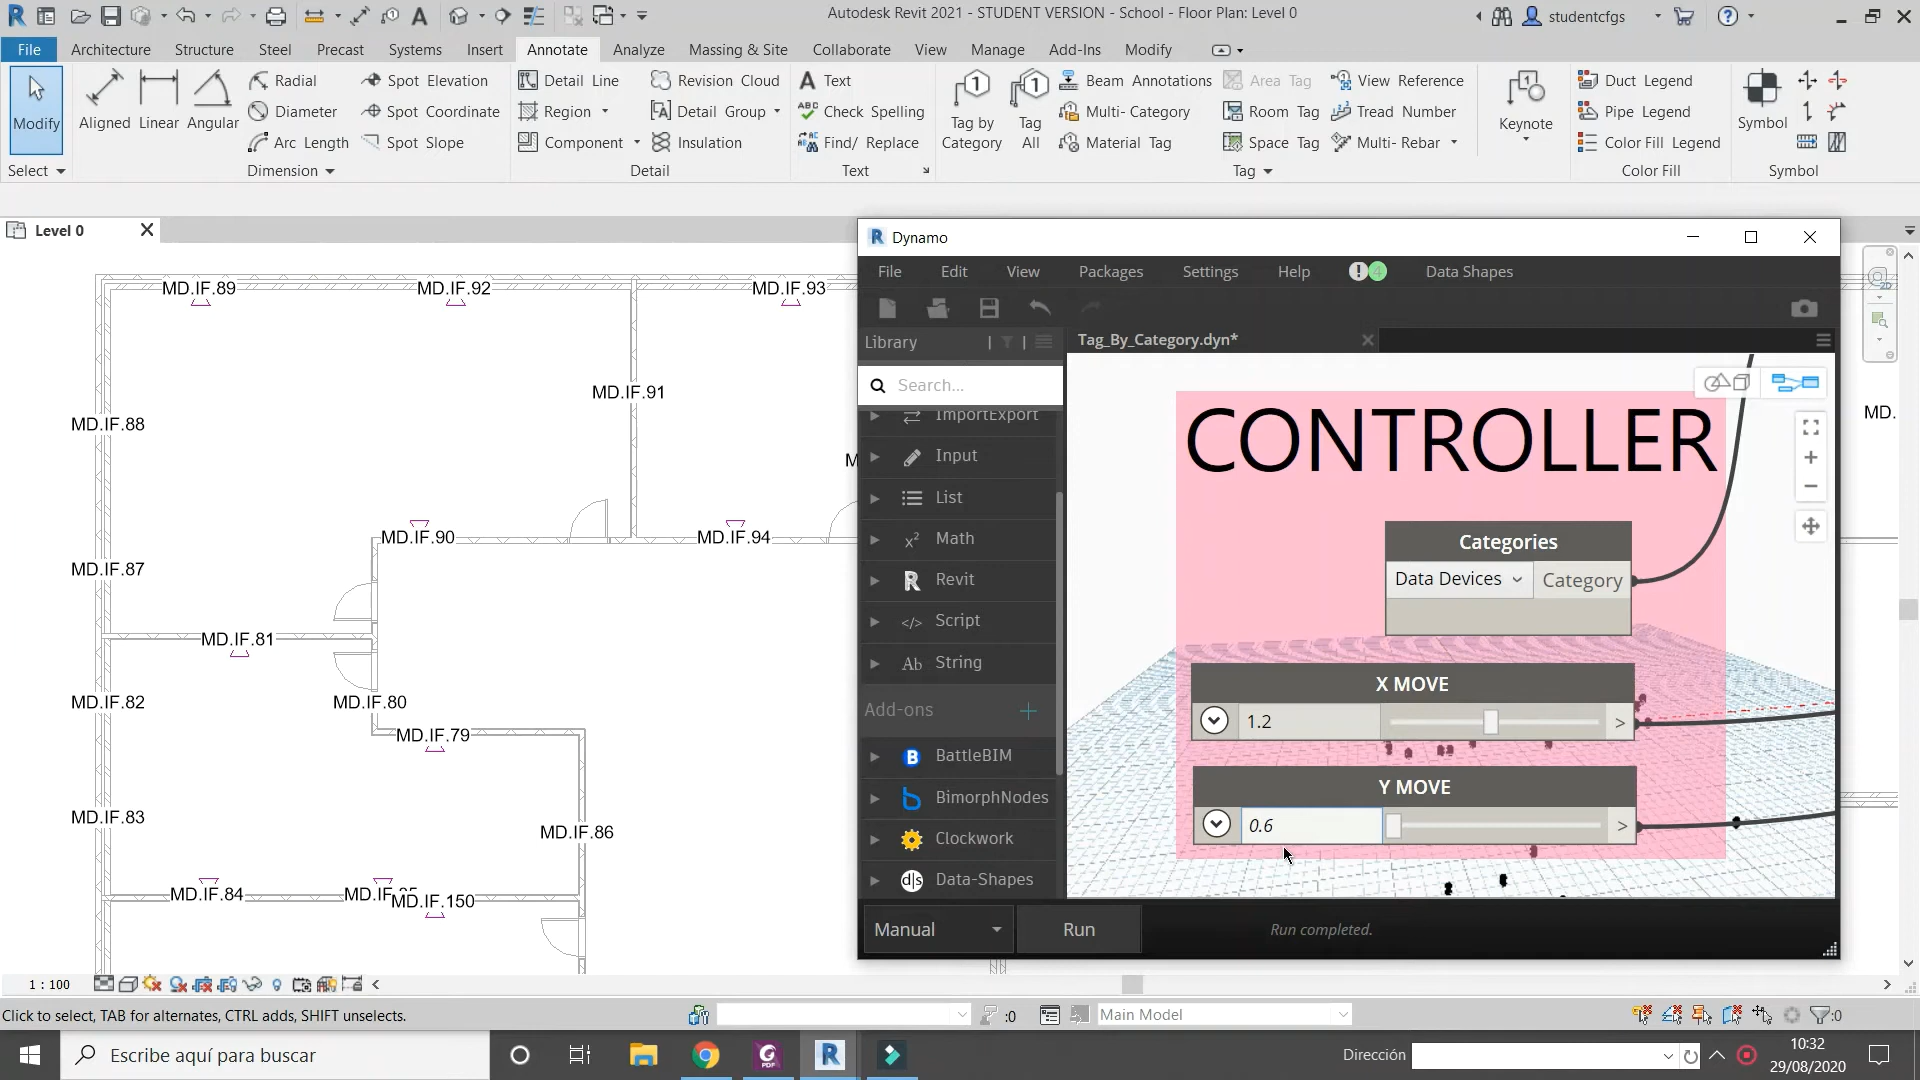 Autodesk Revit 2021 - STUDENT VERSION - School - Floor Plan: Level 0
studentcfgs
File Architecture Structure Steel Precast Systems Insert Annotate Analyze Massing & Site Collaborate View Manage Add-Ins Modify
Modify
Aligned Linear Angular
Radial
Diameter
Arc Length
Spot Elevation
Spot Coordinate
Spot Slope
Detail Line
Region
Component
Revision Cloud
Detail Group
Insulation
Text
Check Spelling
Find/ Replace
Tag by Category
Tag All
Beam Annotations
Multi- Category
Material Tag
Area Tag
Room Tag
Space Tag
View Reference
Tread Number
Multi- Rebar
Keynote
Duct Legend
Pipe Legend
Color Fill Legend
Symbol
Select Dimension Detail Text Tag Color Fill Symbol
Level 0
MD.IF.89 MD.IF.92 MD.IF.93
MD.IF.91
MD.IF.88
MD.IF.90 MD.IF.94
MD.IF.87
MD.IF.81
MD.IF.82 MD.IF.80
MD.IF.79
MD.IF.83
MD.IF.86
MD.IF.84
MD.IF.150
MD.
Dynamo
File Edit View Packages Settings Help ! 4 Data Shapes
Library
Tag_By_Category.dyn*
Search...
ImportExport
Input
List
Math
Revit
Script
String
Add-ons
BattleBIM
BimorphNodes
Clockwork
Data-Shapes
CONTROLLER
Categories
Data Devices Category
X MOVE
1.2 >
Y MOVE
0.6 >
Manual Run Run completed.
1 : 100
Click to select, TAB for alternates, CTRL adds, SHIFT unselects.
:0
Main Model
:0
Escribe aquí para buscar
Dirección
10:32
29/08/2020